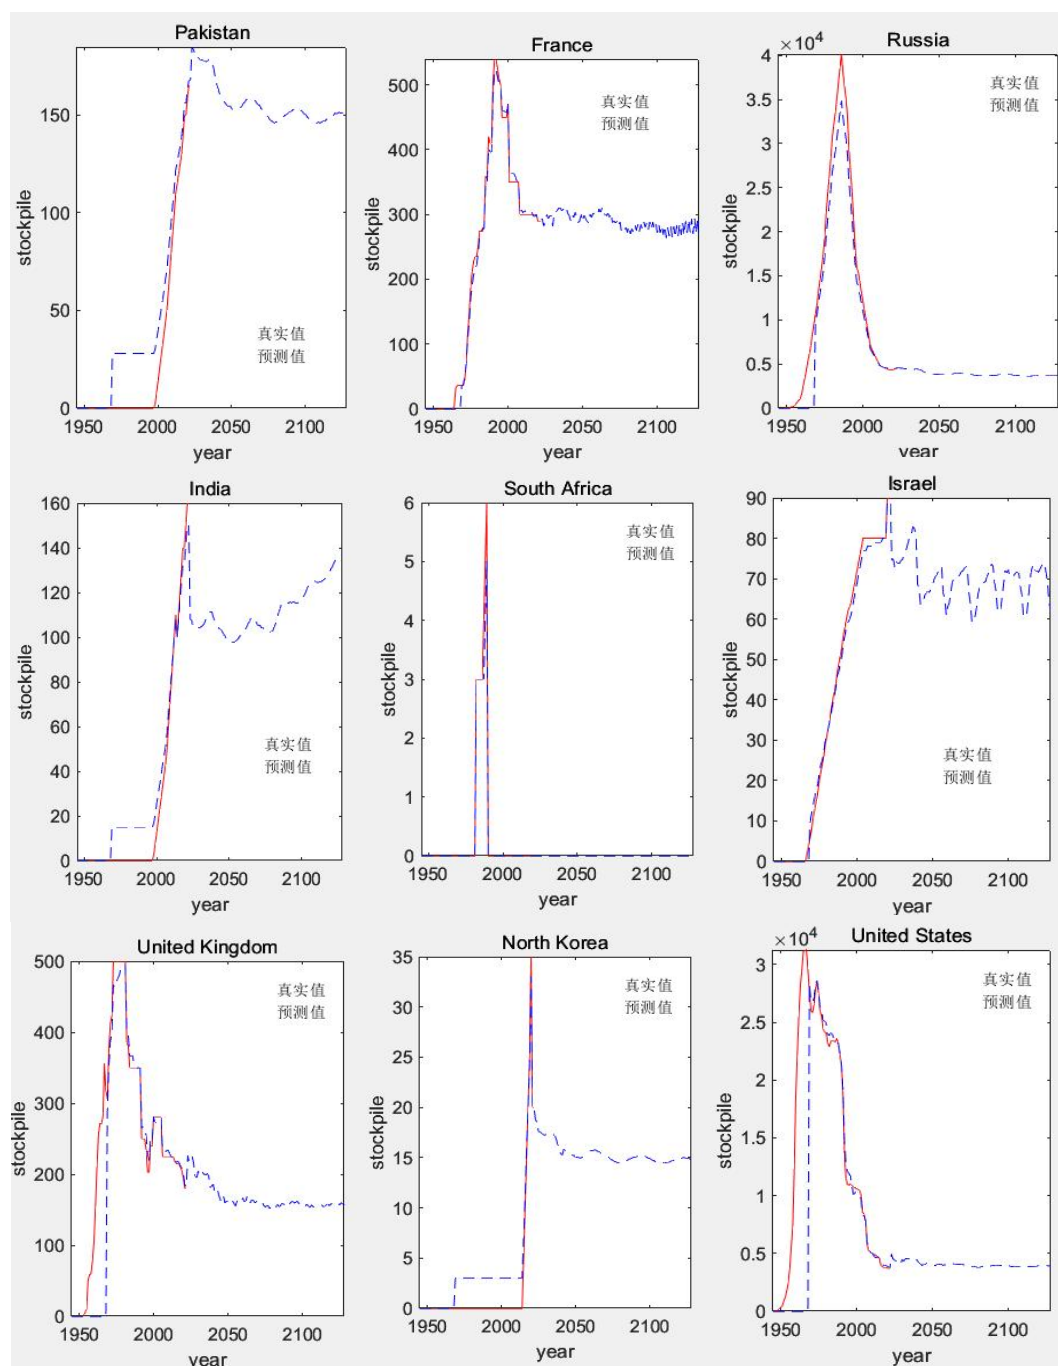 Pakistan
150
100
50
0
1950 2000 2050 2100
stockpile
year
真实值
预测值
France
500
400
300
200
100
0
1950 2000 2050 2100
stockpile
year
真实值
预测值
Russia
×10⁴
4
3.5
3
2.5
2
1.5
1
0.5
0
1950 2000 2050 2100
stockpile
year
真实值
预测值
India
160
140
120
100
80
60
40
20
0
1950 2000 2050 2100
stockpile
year
真实值
预测值
South Africa
6
5
4
3
2
1
0
1950 2000 2050 2100
stockpile
year
真实值
预测值
Israel
90
80
70
60
50
40
30
20
10
0
1950 2000 2050 2100
stockpile
year
真实值
预测值
United Kingdom
500
400
300
200
100
0
1950 2000 2050 2100
stockpile
year
真实值
预测值
North Korea
35
30
25
20
15
10
5
0
1950 2000 2050 2100
stockpile
year
真实值
预测值
United States
×10⁴
3
2.5
2
1.5
1
0.5
0
1950 2000 2050 2100
stockpile
year
真实值
预测值